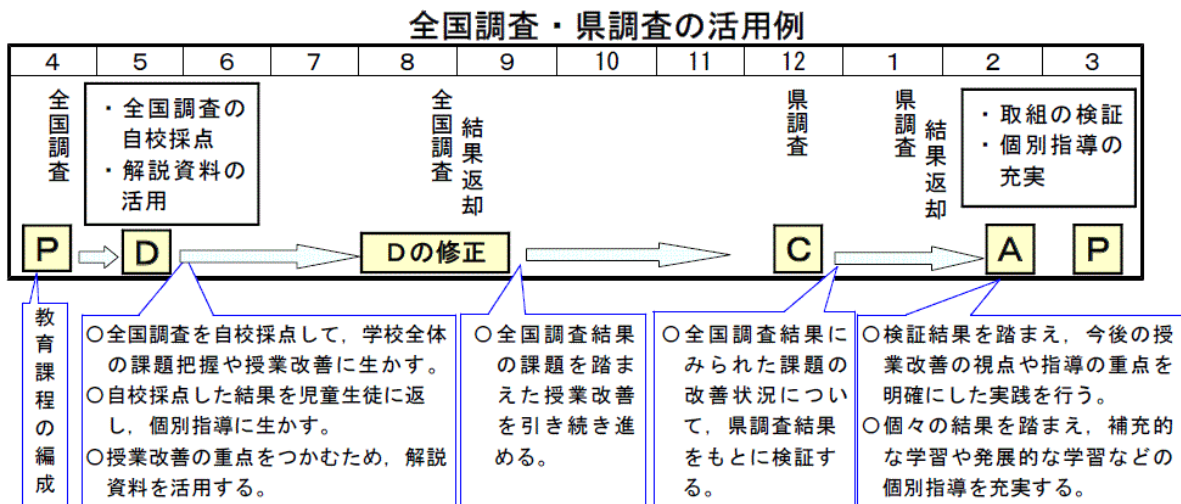 全国調査・県調査の活用例
4 5 6 7 8 9 10 11 12 1 2 3
全国調査
・全国調査の
自校採点
・解説資料の
活用
全国調査
結果返却
県調査
県調査
結果返却
・取組の検証
・個別指導の
充実
P
D
Dの修正
C
A
P
教育課程の編成
○全国調査を自校採点して，学校全体
の課題把握や授業改善に生かす。
○自校採点した結果を児童生徒に返
し，個別指導に生かす。
○授業改善の重点をつかむため，解説
資料を活用する。
○全国調査結果
の課題を踏ま
えた授業改善
を引き続き進
める。
○全国調査結果に
みられた課題の
改善状況につい
て，県調査結果
をもとに検証す
る。
○検証結果を踏まえ，今後の授
業改善の視点や指導の重点を
明確にした実践を行う。
○個々の結果を踏まえ，補充的
な学習や発展的な学習などの
個別指導を充実する。